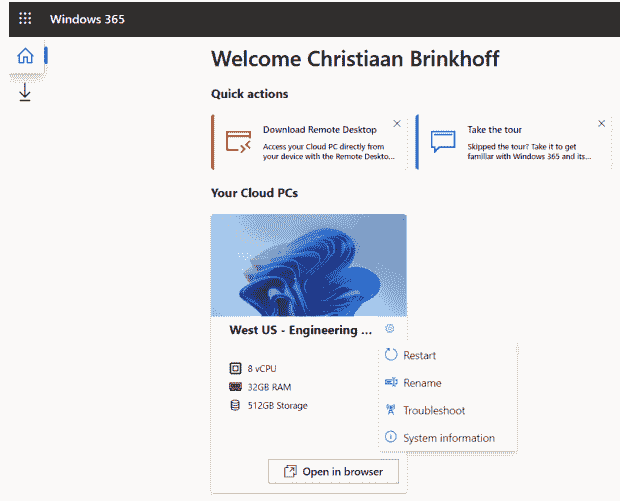 Windows 365
Welcome Christiaan Brinkhoff
Quick actions
Download Remote Desktop
Access your Cloud PC directly from
your device with the Remote Deskto...
Take the tour
Skipped the tour? Take it to get
familiar with Windows 365 and its...
Your Cloud PCs
West US - Engineering ...
8 vCPU
32GB RAM
512GB Storage
Restart
Rename
Troubleshoot
System information
Open in browser